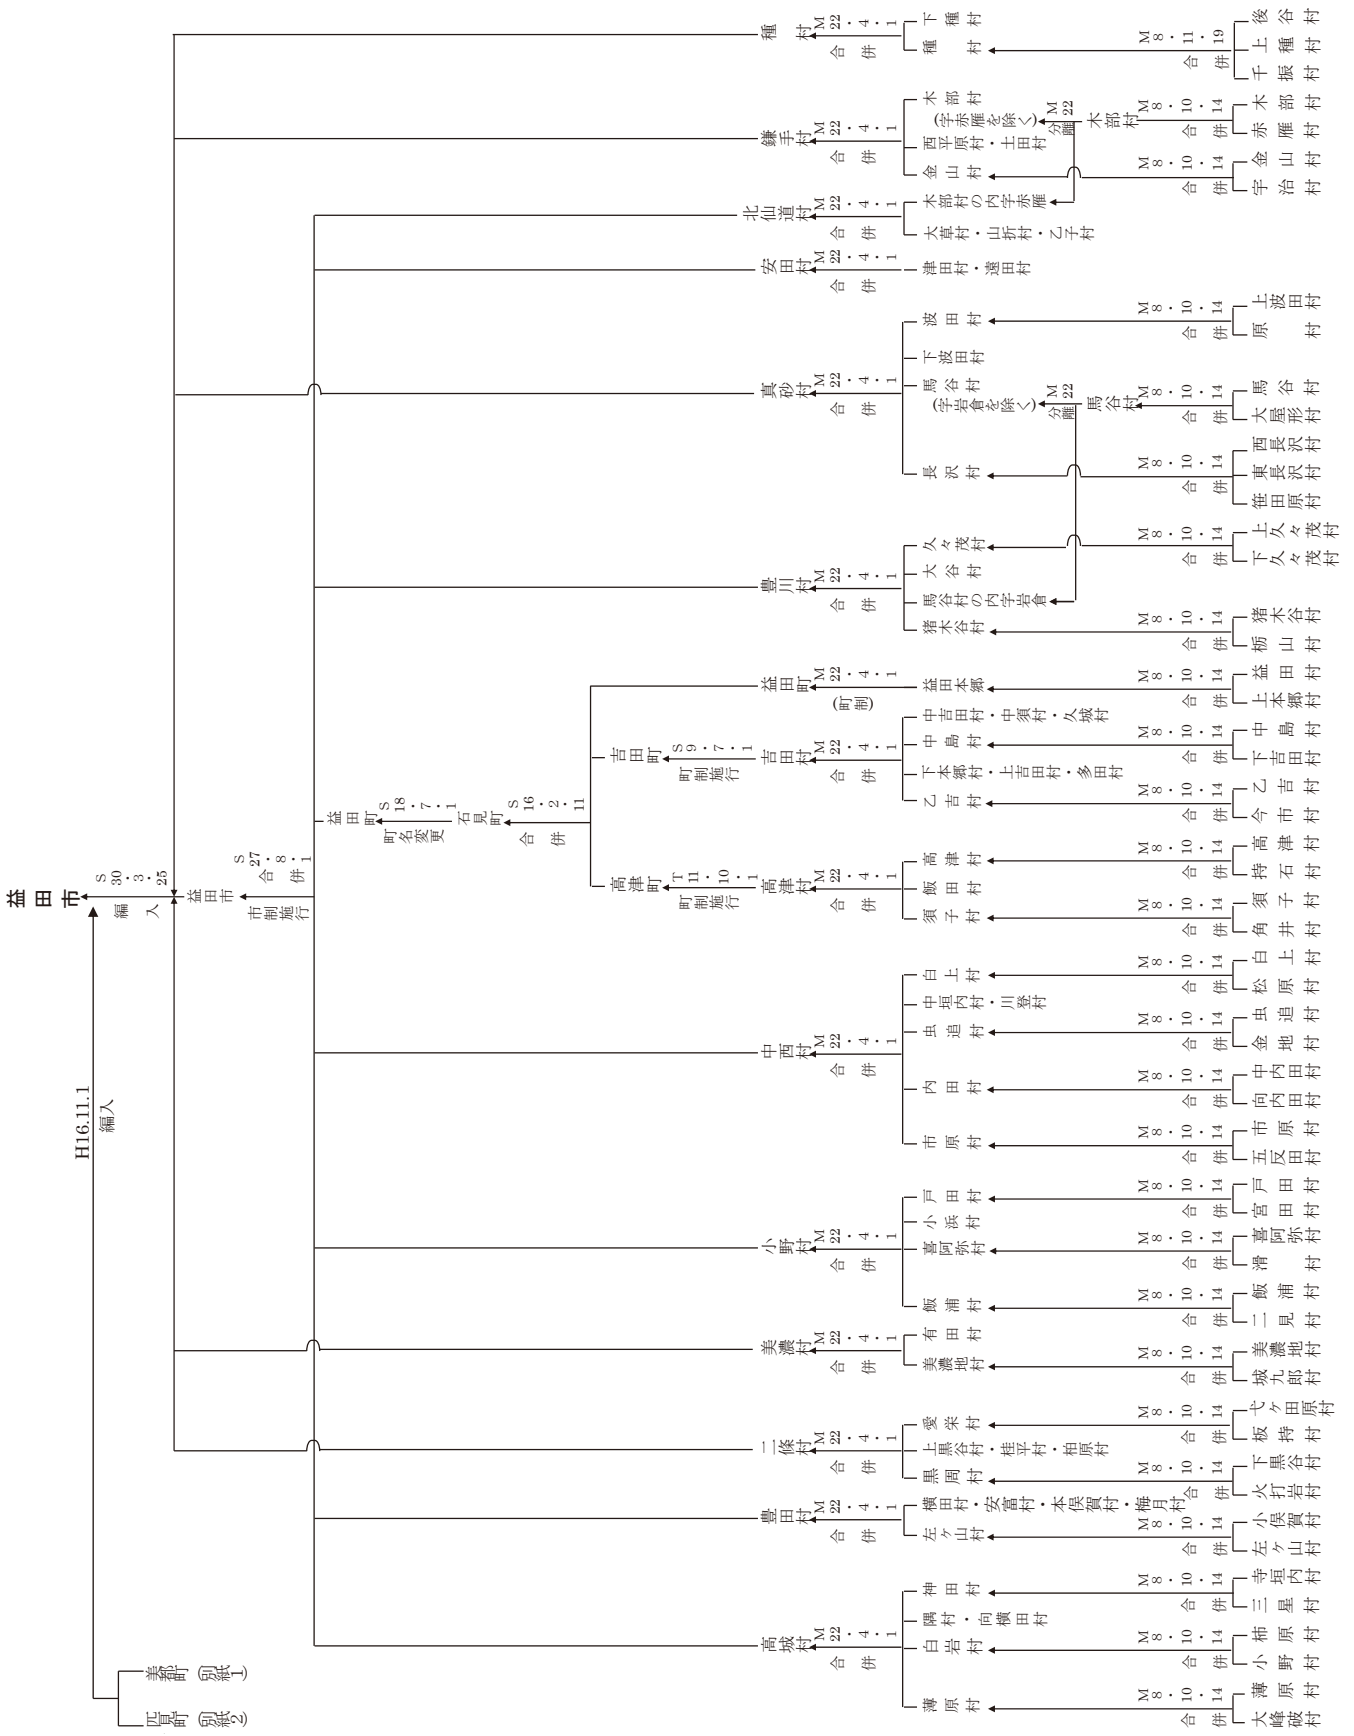 益田市
S30・3・25
編入
H16.11.1
編入
美都町（別紙1）
匹見町（別紙2）
益田市
S27・8・1
合併
市制施行
益田町
S18・7・1
町名変更
石見町
S16・2・11
合併
種村
M22・4・1
合併
下種村
種村
M8・11・19
合併
後谷村
上種村
千振村
鎌手村
M22・4・1
合併
木部村
(字赤雁を除く)
西平原村・土田村
金山村
M22
分離
木部村
M8・10・14
合併
木部村
赤雁村
M8・10・14
合併
金山村
宇治村
北仙道村
M22・4・1
合併
木部村の内字赤雁
大草村・山折村・乙子村
安田村
M22・4・1
合併
津田村・遠田村
真砂村
M22・4・1
合併
波田村
下波田村
馬谷村
(字岩倉を除く)
長沢村
M8・10・14
合併
上波田村
原村
M22
分離
馬谷村
M8・10・14
合併
馬谷村
大屋形村
M8・10・14
合併
西長沢村
東長沢村
笹田原村
豊川村
M22・4・1
合併
久々茂村
大谷村
馬谷村の内字岩倉
猪木谷村
M8・10・14
合併
上久々茂村
下久々茂村
M8・10・14
合併
猪木谷村
栃山村
益田町
M22・4・1
(町制)
益田本郷
M8・10・14
合併
益田村
上本郷村
吉田町
S9・7・1
町制施行
吉田村
M22・4・1
合併
中吉田村・中須村・久城村
中島村
下本郷村・上吉田村・多田村
乙吉村
M8・10・14
合併
中島村
下吉田村
M8・10・14
合併
乙吉村
今市村
高津町
T11・10・1
町制施行
高津村
M22・4・1
合併
高津村
飯田村
須子村
M8・10・14
合併
高津村
持石村
M8・10・14
合併
須子村
角井村
中西村
M22・4・1
合併
白上村
中垣内村・川登村
虫追村
内田村
市原村
M8・10・14
合併
白上村
松原村
M8・10・14
合併
虫追村
金地村
M8・10・14
合併
中内田村
向内田村
M8・10・14
合併
市原村
五反田村
小野村
M22・4・1
合併
戸田村
小浜村
喜阿弥村
飯浦村
M8・10・14
合併
戸田村
宮田村
M8・10・14
合併
喜阿弥村
滑村
M8・10・14
合併
飯浦村
二見村
美濃村
M22・4・1
合併
有田村
美濃地村
M8・10・14
合併
美濃地村
城九郎村
二條村
M22・4・1
合併
愛栄村
上黒谷村・桂平村・柏原村
黒周村
M8・10・14
合併
弋ヶ田原村
板持村
M8・10・14
合併
下黒谷村
火打岩村
豊田村
M22・4・1
合併
横田村・安富村・本俣賀村・梅月村
左ヶ山村
M8・10・14
合併
小俣賀村
左ヶ山村
高城村
M22・4・1
合併
神田村
隅村・向横田村
白岩村
薄原村
M8・10・14
合併
寺垣内村
三星村
M8・10・14
合併
柿原村
小野村
M8・10・14
合併
薄原村
大峰破村